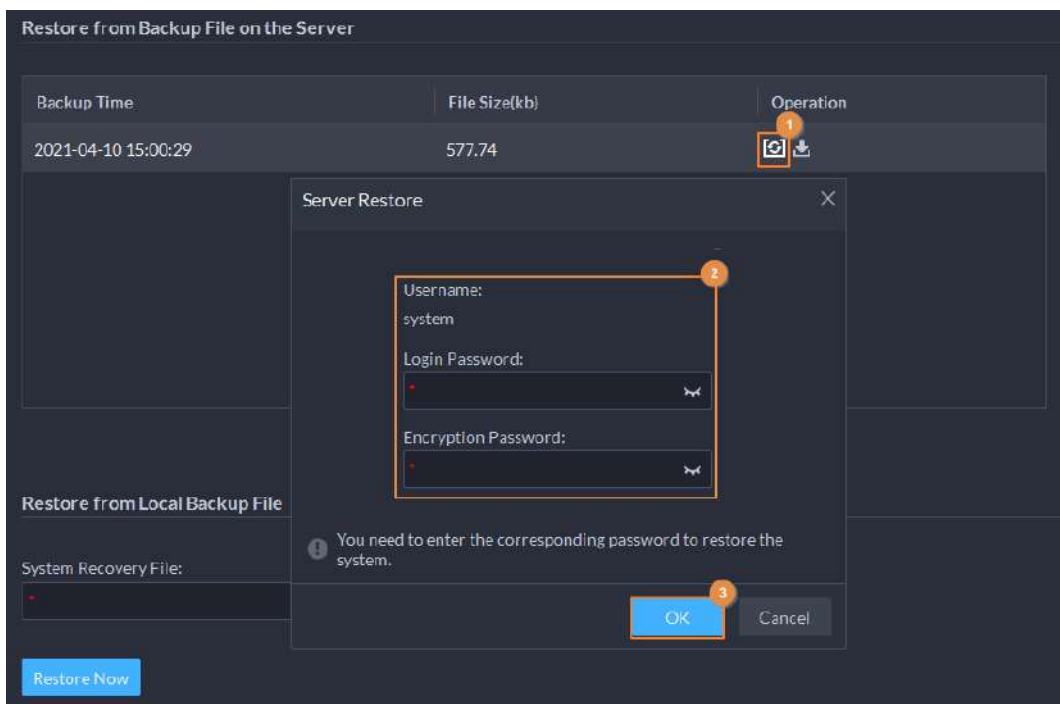 Restore from Backup File on the Server
Backup Time File Size(kb) Operation
1
2021-04-10 15:00:29 577.74
Server Restore
2
Username:
system
Login Password:
*
Encryption Password:
*
Restore from Local Backup File
You need to enter the corresponding password to restore the
system.
System Recovery File:
*
3
OK Cancel
Restore Now